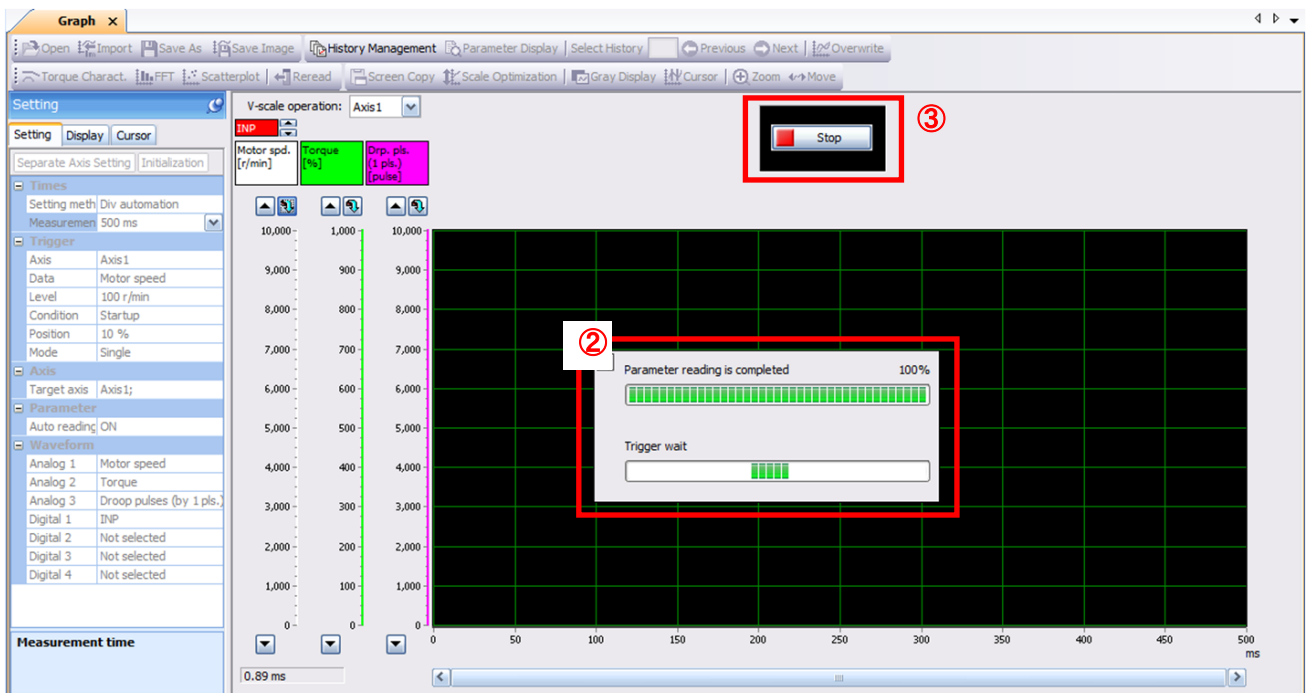 Graph
Open Import Save As Save Image History Management Parameter Display Select History Previous Next Overwrite
Torque Charact. FFT Scatterplot Reread Screen Copy Scale Optimization Gray Display Cursor Zoom Move
Setting
Setting Display Cursor
Separate Axis Setting Initialization
Times
Setting meth Div automation
Measuremen 500 ms
Trigger
Axis Axis1
Data Motor speed
Level 100 r/min
Condition Startup
Position 10 %
Mode Single
Axis
Target axis Axis1;
Parameter
Auto reading ON
Waveform
Analog 1 Motor speed
Analog 2 Torque
Analog 3 Droop pulses (by 1 pls.)
Digital 1 INP
Digital 2 Not selected
Digital 3 Not selected
Digital 4 Not selected
Measurement time
V-scale operation: Axis1
INP
Motor spd. Torque Drp. pls.
[r/min] [%] (1 pls.)
[pulse]
Stop
③
10,000 1,000 10,000
9,000 900 9,000
8,000 800 8,000
7,000 700 7,000
6,000 600 6,000
5,000 500 5,000
4,000 400 4,000
3,000 300 3,000
2,000 200 2,000
1,000 100 1,000
0 0 0
②
Parameter reading is completed 100%
Trigger wait
0 50 100 150 200 250 300 350 400 450 500
ms
0.89 ms